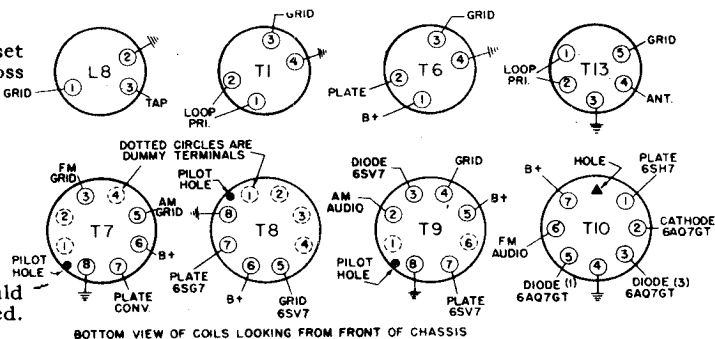 set
oss
GRID
1
2
3
TAP
L8
GRID
3
4
2
1
T1
LOOP
PRI.
GRID
3
4
2
1
T6
PLATE
B+
1
5
2
4
3
T13
LOOP
PRI.
GRID
ANT.
DOTTED CIRCLES ARE
DUMMY TERMINALS
FM
GRID
3
4
2
5
1
6
8
7
T7
AM
GRID
B+
PILOT
HOLE
PLATE
CONV.
PILOT
HOLE
1
2
8
3
7
4
6
5
T8
PLATE
6SG7
B+
GRID
6SV7
DIODE
6SV7
GRID
3
4
2
5
1
6
8
7
T9
AM
AUDIO
B+
PILOT
HOLE
PLATE
6SV7
HOLE
PLATE
6SH7
B+
7
1
6
2
5
3
4
T10
CATHODE
6AQ7GT
FM
AUDIO
DIODE (1)
6AQ7GT
DIODE (3)
6AQ7GT
ld
ed.
BOTTOM VIEW OF COILS LOOKING FROM FRONT OF CHASSIS